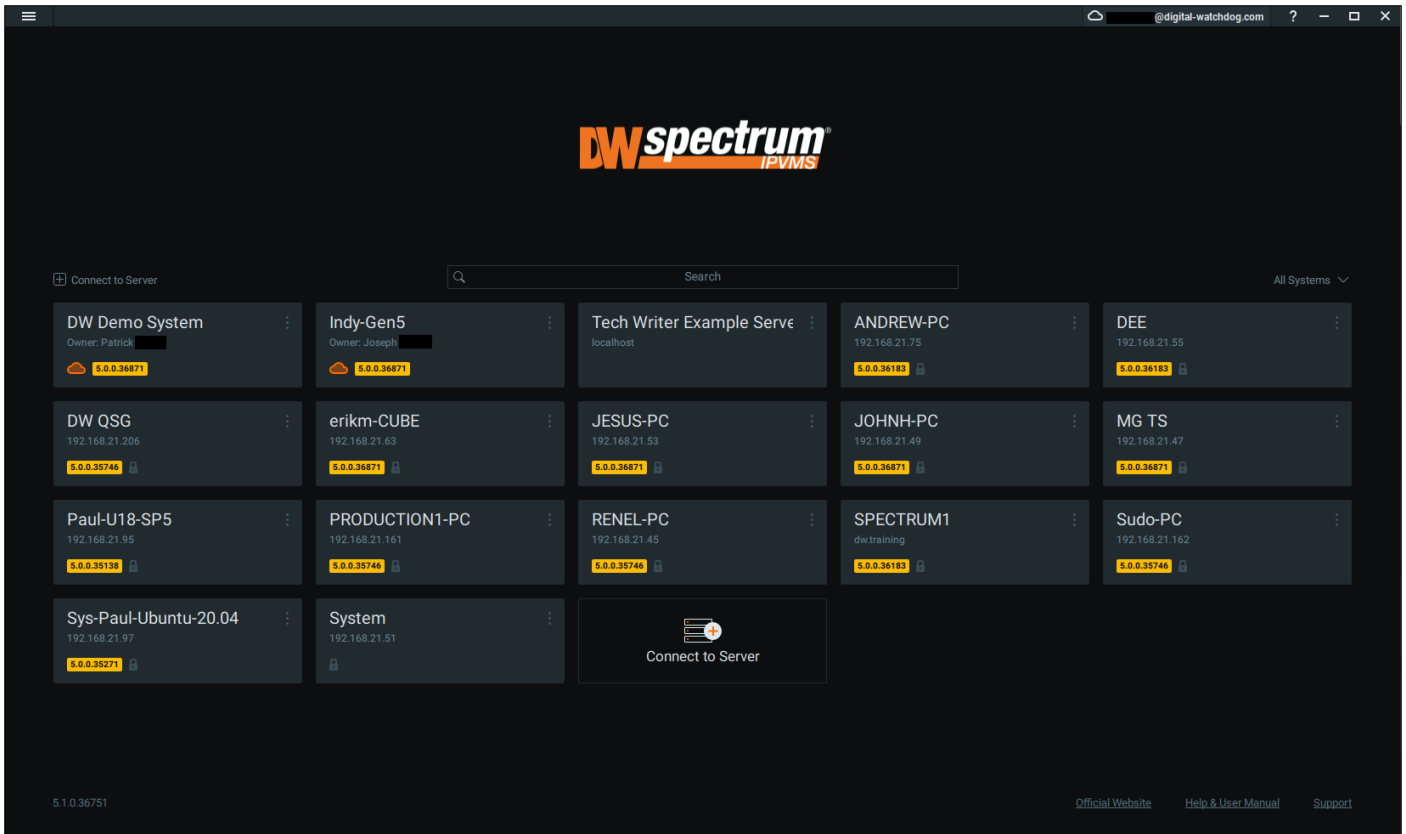 @digital-watchdog.com ?
DW spectrum®
IPVMS
Connect to Server
Search
All Systems
DW Demo System
Owner: Patrick
5.0.0.36871
Indy-Gen5
Owner: Joseph
5.0.0.36871
Tech Writer Example Serve
localhost
ANDREW-PC
192.168.21.75
5.0.0.36183
DEE
192.168.21.55
5.0.0.36183
DW QSG
192.168.21.206
5.0.0.35746
erikm-CUBE
192.168.21.63
5.0.0.36871
JESUS-PC
192.168.21.53
5.0.0.36871
JOHNH-PC
192.168.21.49
5.0.0.36871
MG TS
192.168.21.47
5.0.0.36871
Paul-U18-SP5
192.168.21.95
5.0.0.35138
PRODUCTION1-PC
192.168.21.161
5.0.0.35746
RENEL-PC
192.168.21.45
5.0.0.35746
SPECTRUM1
dw.training
5.0.0.36183
Sudo-PC
192.168.21.162
5.0.0.35746
Sys-Paul-Ubuntu-20.04
192.168.21.97
5.0.0.35271
System
192.168.21.51
Connect to Server
5.1.0.36751
Official Website
Help & User Manual
Support